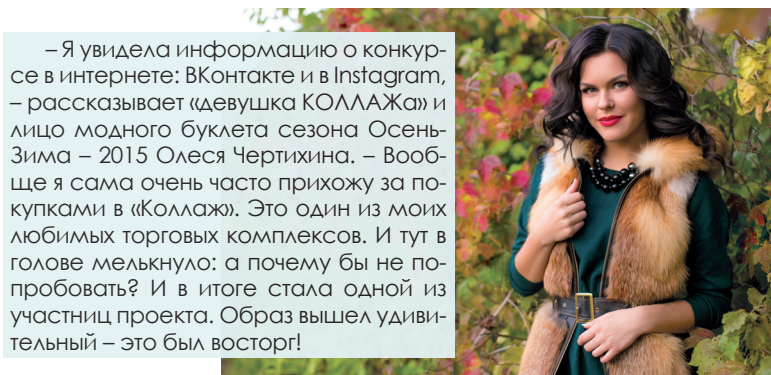 – Я увидела информацию о конкур-
се в интернете: ВКонтакте и в Instagram,
– рассказывает «девушка КОЛЛАЖа» и
лицо модного буклета сезона Осень-
Зима – 2015 Олеся Чертихина. – Вооб-
ще я сама очень часто прихожу за по-
купками в «Коллаж». Это один из моих
любимых торговых комплексов. И тут в
голове мелькнуло: а почему бы не по-
пробовать? И в итоге стала одной из
участниц проекта. Образ вышел удиви-
тельный – это был восторг!